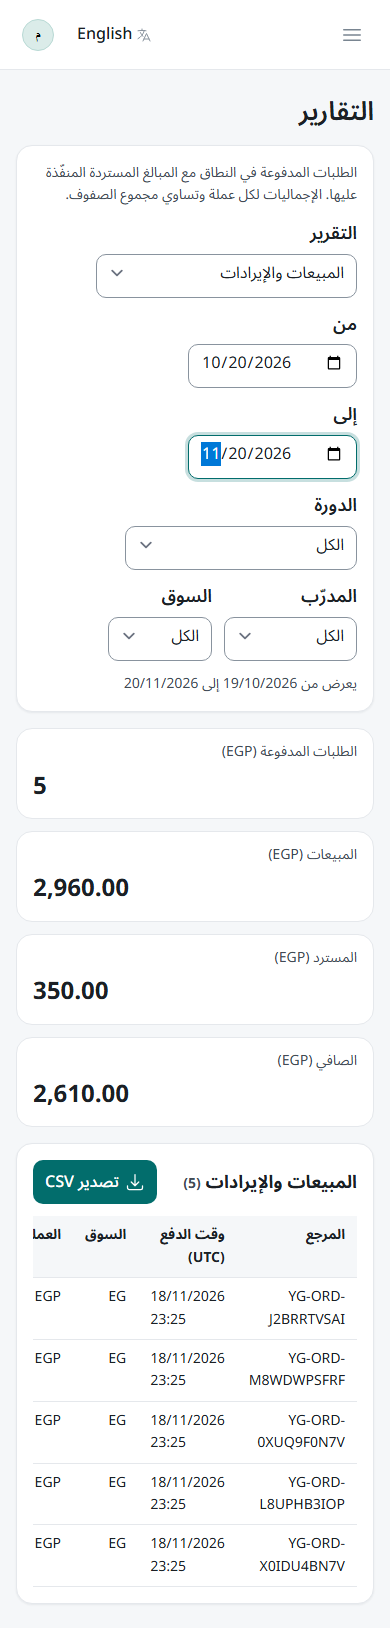 م
English
التقارير
الطلبات المدفوعة في النطاق مع المبالغ المستردة المنفّذة
عليها. الإجماليات لكل عملة وتساوي مجموع الصفوف.
التقرير
المبيعات والإيرادات
من
10/20/2026
إلى
11/20/2026
الدورة
الكل
المدرّب
السوق
الكل
الكل
يعرض من 19/10/2026 إلى 20/11/2026
الطلبات المدفوعة (EGP)
5
المبيعات (EGP)
2,960.00
المسترد (EGP)
350.00
الصافي (EGP)
2,610.00
المبيعات والإيرادات (5)
تصدير CSV
المرجع وقت الدفع (UTC) السوق
YG-ORD-J2BRRTVSAI 18/11/2026 23:25 EG EGP
YG-ORD-M8WDWPSFRF 18/11/2026 23:25 EG EGP
YG-ORD-0XUQ9F0N7V 18/11/2026 23:25 EG EGP
YG-ORD-L8UPHB3IOP 18/11/2026 23:25 EG EGP
YG-ORD-X0IDU4BN7V 18/11/2026 23:25 EG EGP